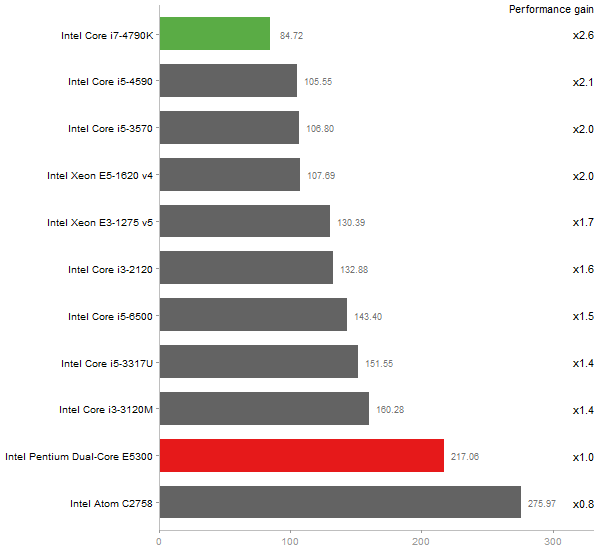 Performance gain
Intel Core i7-4790K 84.72 x2.6
Intel Core i5-4590 105.55 x2.1
Intel Core i5-3570 106.80 x2.0
Intel Xeon E5-1620 v4 107.69 x2.0
Intel Xeon E3-1275 v5 130.39 x1.7
Intel Core i3-2120 132.88 x1.6
Intel Core i5-6500 143.40 x1.5
Intel Core i5-3317U 151.55 x1.4
Intel Core i3-3120M 160.28 x1.4
Intel Pentium Dual-Core E5300 217.06 x1.0
Intel Atom C2758 275.97 x0.8
0 100 200 300